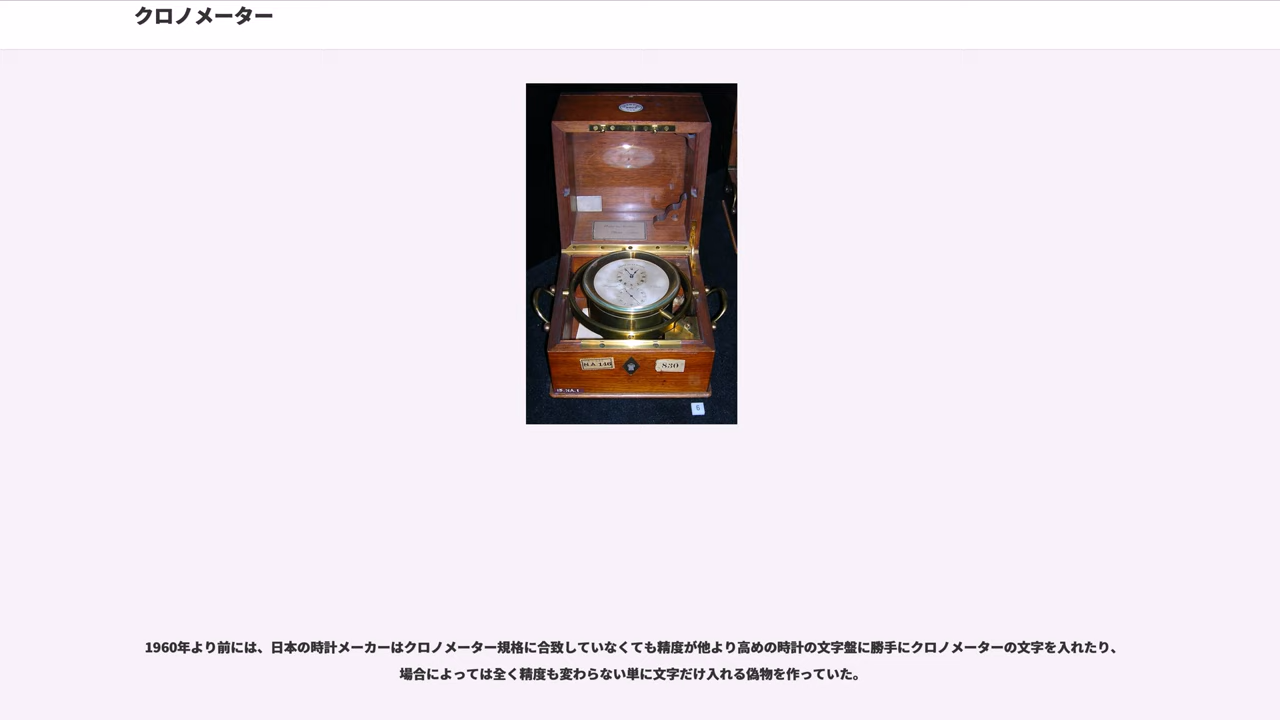 クロノメーター
N.A 140
830
6
1960年より前には、日本の時計メーカーはクロノメーター規格に合致していなくても精度が他より高めの時計の文字盤に勝手にクロノメーターの文字を入れたり、
場合によっては全く精度も変わらない単に文字だけ入れる偽物を作っていた。